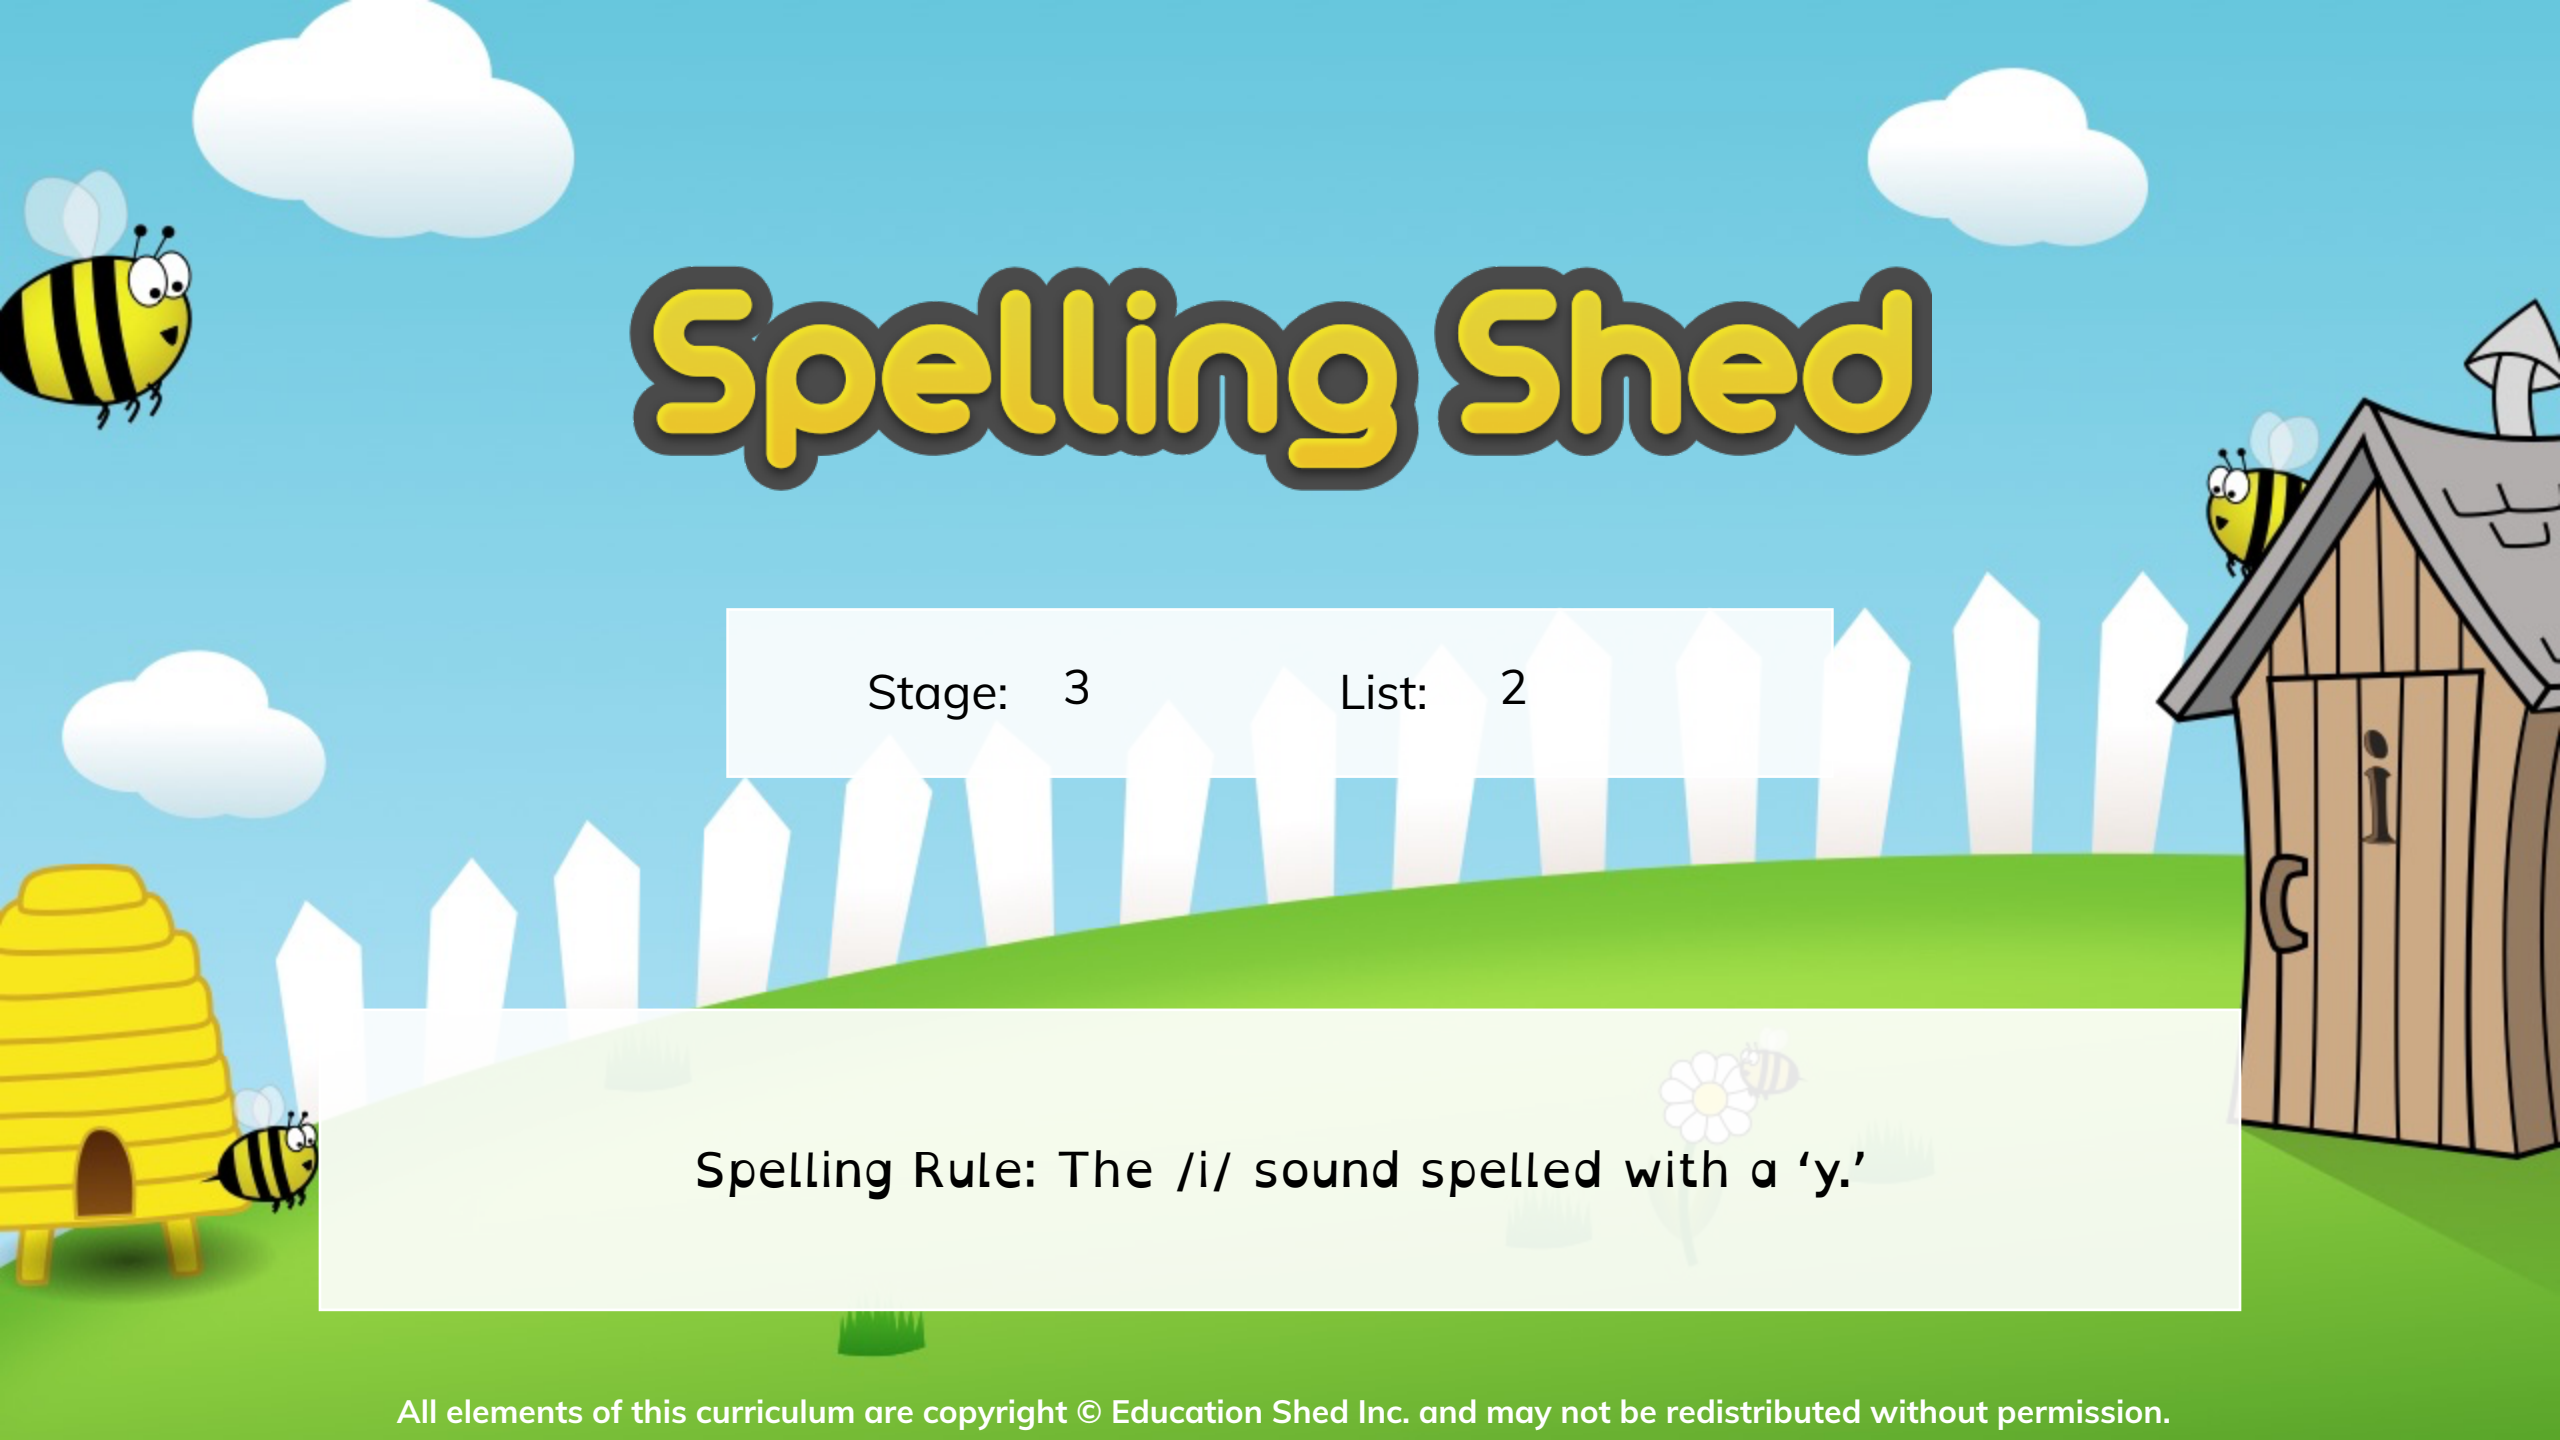 Spelling Shed
Stage: 3 List: 2
i
Spelling Rule: The /i/ sound spelled with a ‘y.’
All elements of this curriculum are copyright © Education Shed Inc. and may not be redistributed without permission.